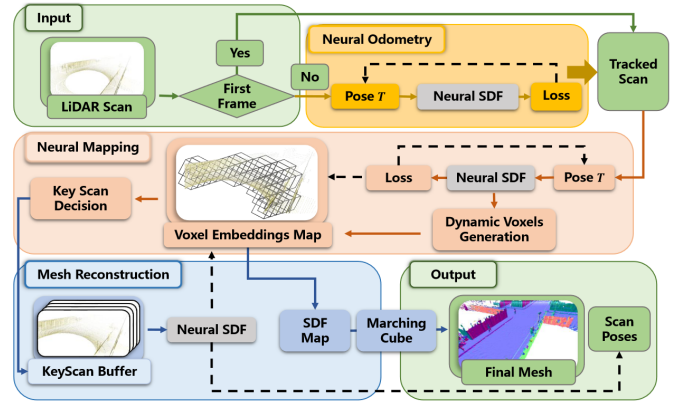 Input
Yes
Neural Odometry
LiDAR Scan
First
Frame
No
Pose T
Neural SDF
Loss
Tracked
Scan
Neural Mapping
Key Scan
Decision
Voxel Embeddings Map
Loss
Neural SDF
Pose T
Dynamic Voxels
Generation
Mesh Reconstruction
KeyScan Buffer
Neural SDF
SDF
Map
Marching
Cube
Output
Final Mesh
Scan
Poses